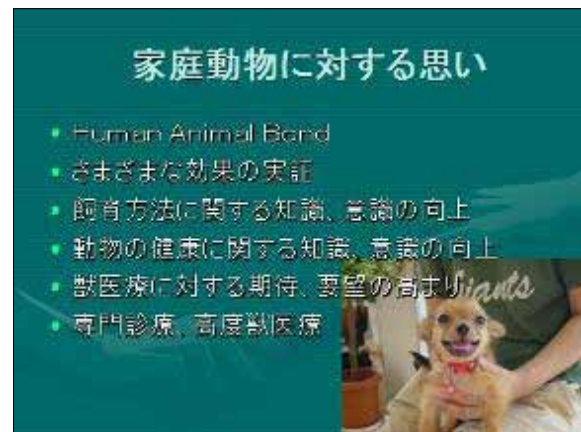 家庭動物に対する思い
Human Animal Bond
さまざまな効果の実証
飼育方法に関する知識、意識の向上
動物の健康に関する知識、意識の向上
獣医療に対する期待、要望の高まり
専門診療、高度獣医療